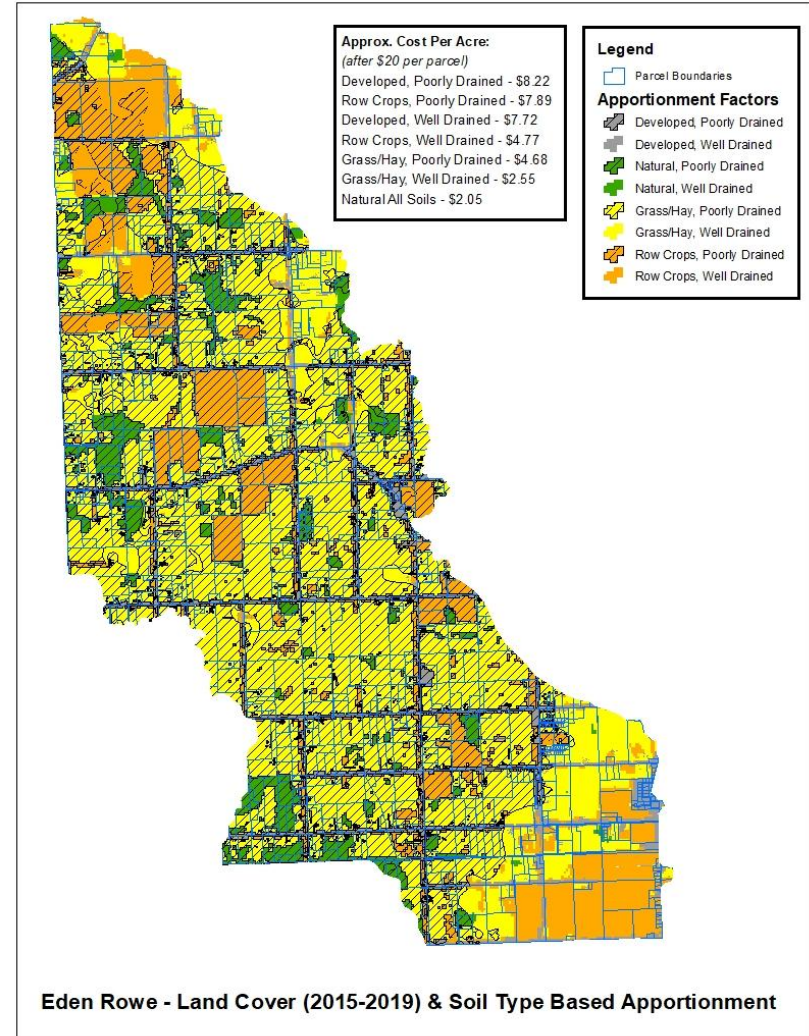 Approx. Cost Per Acre:
(after $20 per parcel)
Developed, Poorly Drained - $8.22
Row Crops, Poorly Drained - $7.89
Developed, Well Drained - $7.72
Row Crops, Well Drained - $4.77
Grass/Hay, Poorly Drained - $4.68
Grass/Hay, Well Drained - $2.55
Natural All Soils - $2.05
Legend
Parcel Boundaries
Apportionment Factors
Developed, Poorly Drained
Developed, Well Drained
Natural, Poorly Drained
Natural, Well Drained
Grass/Hay, Poorly Drained
Grass/Hay, Well Drained
Row Crops, Poorly Drained
Row Crops, Well Drained
Eden Rowe - Land Cover (2015-2019) & Soil Type Based Apportionment